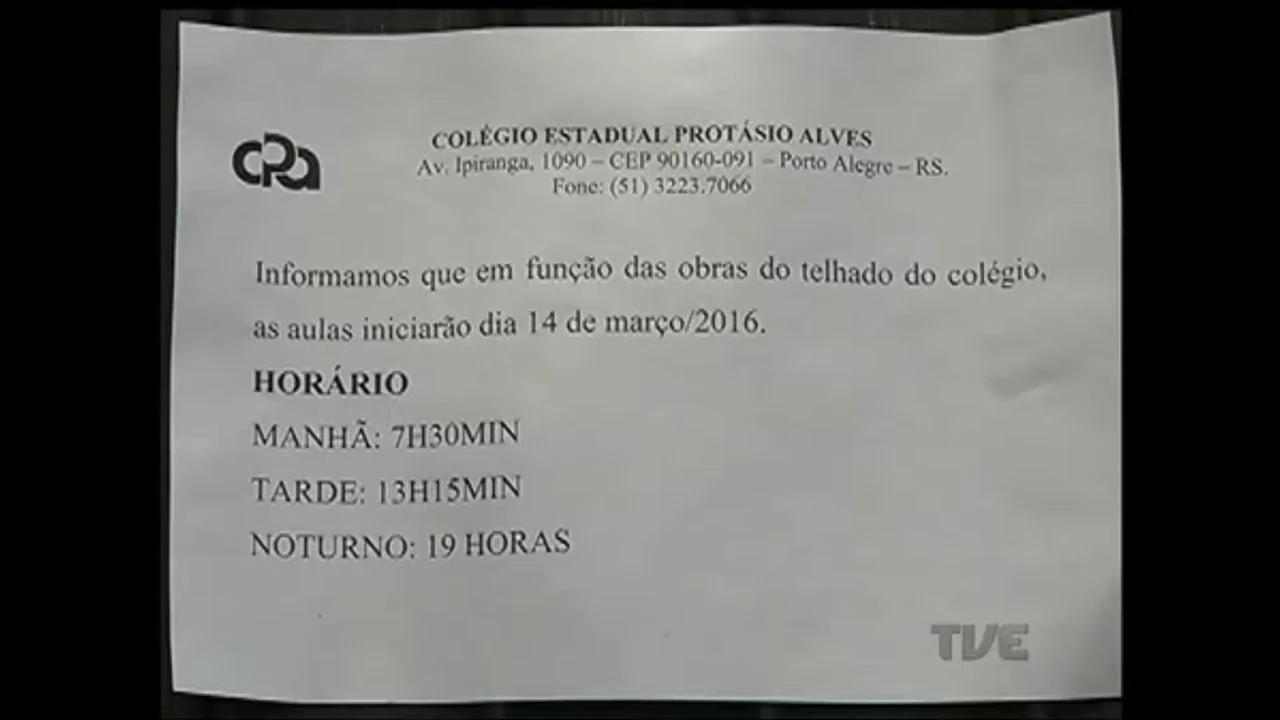 cpa
COLÉGIO ESTADUAL PROTÁSIO ALVES
Av. Ipiranga, 1090 – CEP 90160-091 – Porto Alegre – RS.
Fone: (51) 3223.7066
Informamos que em função das obras do telhado do colégio,
as aulas iniciarão dia 14 de março/2016.
HORÁRIO
MANHÃ: 7H30MIN
TARDE: 13H15MIN
NOTURNO: 19 HORAS
TVE